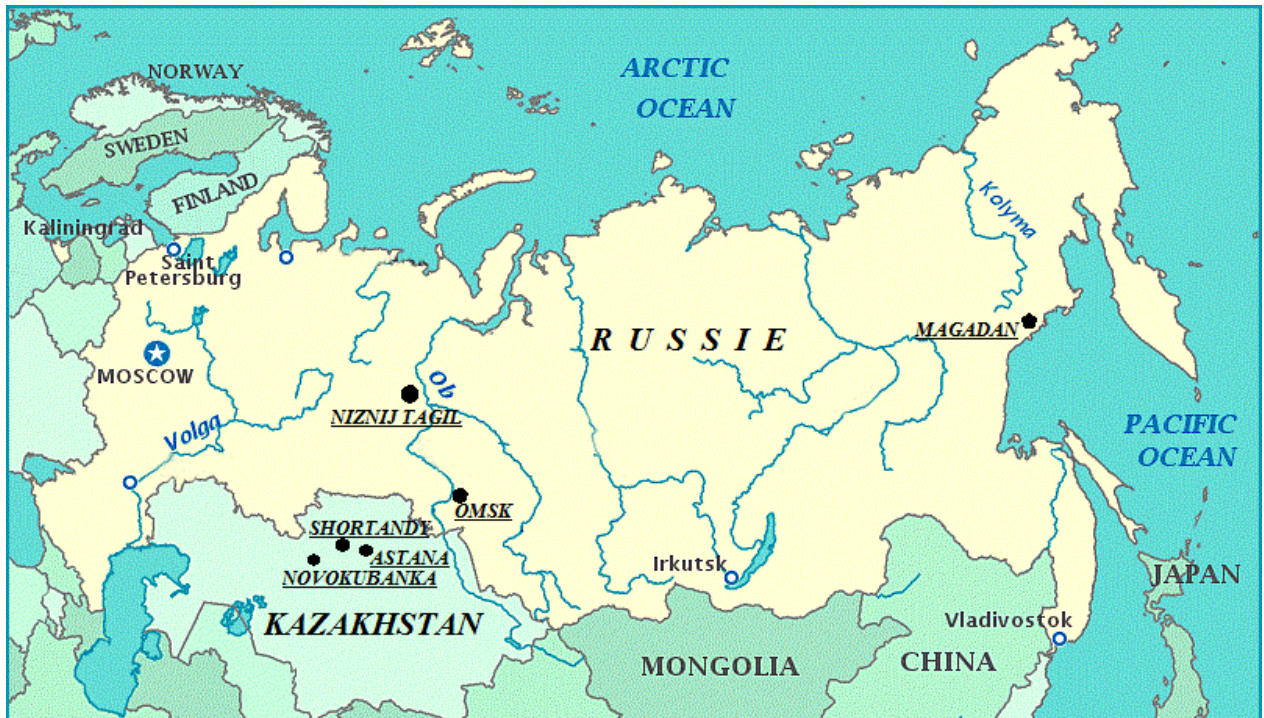 NORWAY
ARCTIC
OCEAN
SWEDEN
FINLAND
Kaliningrad
Kolyma
Saint
Petersburg
RUSSIE
MAGADAN
MOSCOW
Ob
NIZNIJ TAGIL
Volga
PACIFIC
OCEAN
OMSK
SHORTANDY
ASTANA
NOVOKUBANKA
Irkutsk
JAPAN
KAZAKHSTAN
Vladivostok
MONGOLIA
CHINA